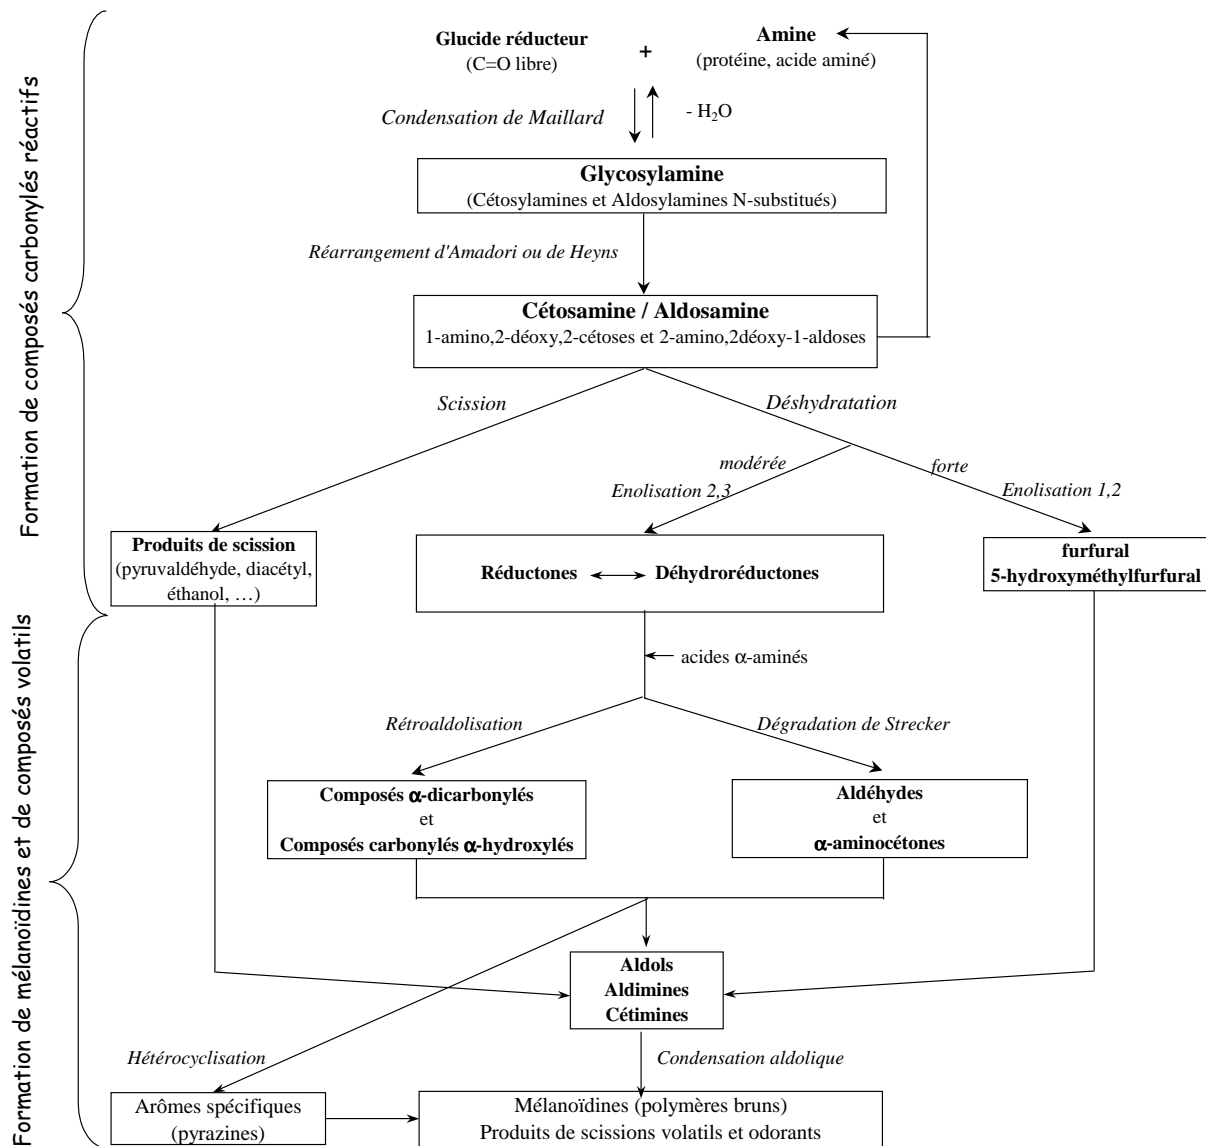 Formation de composés carbonylés réactifs
Glucide réducteur
(C=O libre)
+
Amine
(protéine, acide aminé)
Condensation de Maillard
- H₂O
Glycosylamine
(Cétosylamines et Aldosylamines N-substitués)
Réarrangement d'Amadori ou de Heyns
Cétosamine / Aldosamine
1-amino,2-déoxy,2-cétoses et 2-amino,2déoxy-1-aldoses
Scission
Déshydratation
modérée
forte
Enolisation 2,3
Enolisation 1,2
Produits de scission
(pyruvaldéhyde, diacétyl,
éthanol, …)
Réductones
Déhydroréductones
furfural
5-hydroxyméthylfurfural
Formation de mélanoïdines et de composés volatils
acides α-aminés
Rétroaldolisation
Dégradation de Strecker
Composés α-dicarbonylés
et
Composés carbonylés α-hydroxylés
Aldéhydes
et
α-aminocétones
Aldols
Aldimines
Cétimines
Hétérocyclisation
Condensation aldolique
Arômes spécifiques
(pyrazines)
Mélanoïdines (polymères bruns)
Produits de scissions volatils et odorants